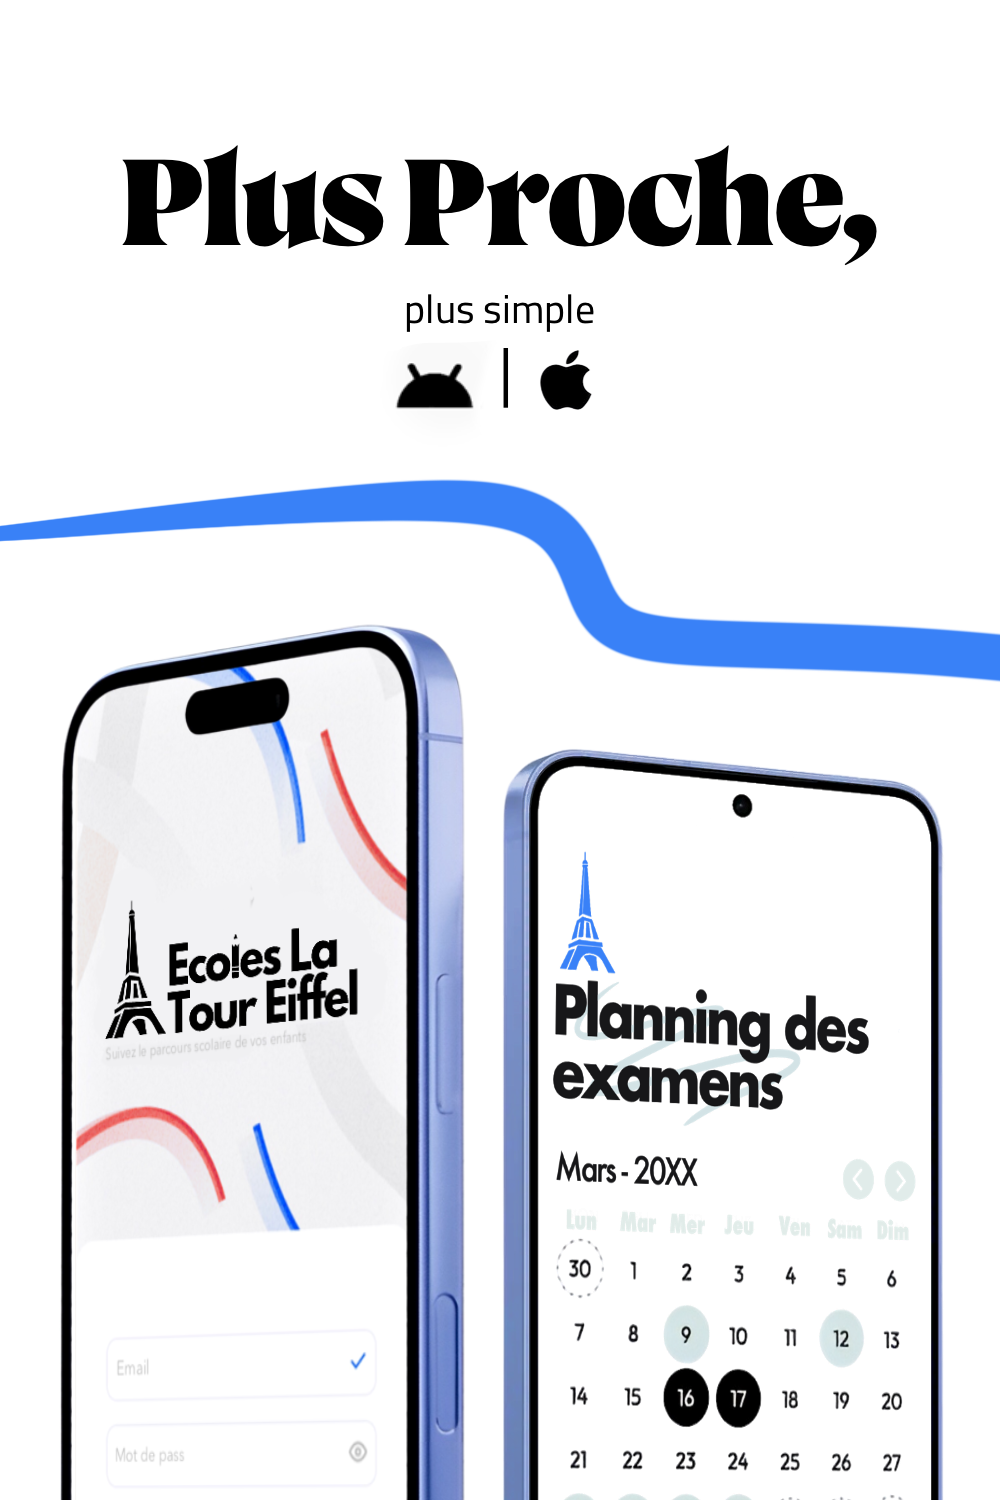 Plus Proche,
plus simple
Ecoles La
Tour Eiffel
Suivez le parcours scolaire de vos enfants
Email
Mot de pass
Planning des
examens
Mars - 20XX
Lun Mar Mer Jeu Ven Sam Dim
30 1 2 3 4 5 6
7 8 9 10 11 12 13
14 15 16 17 18 19 20
21 22 23 24 25 26 27